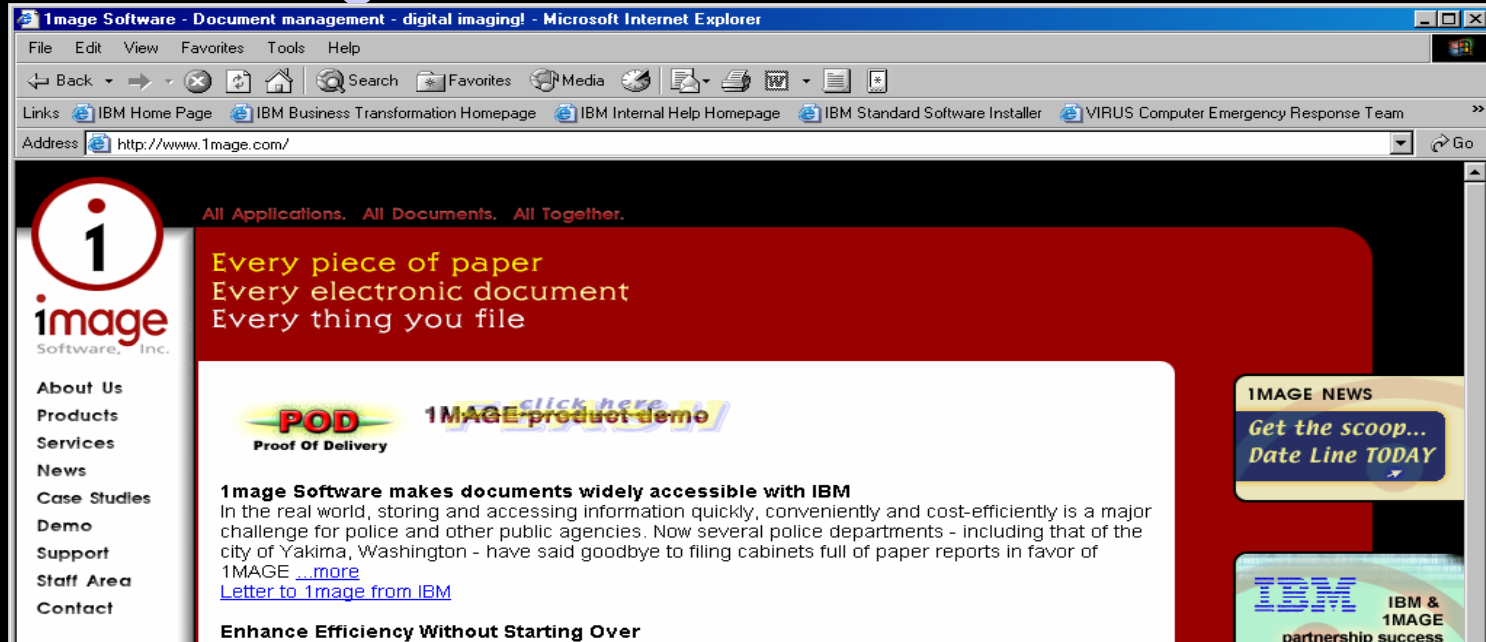 1mage Software - Document management - digital imaging! - Microsoft Internet Explorer
File Edit View Favorites Tools Help
Back Search Favorites Media
Links IBM Home Page IBM Business Transformation Homepage IBM Internal Help Homepage IBM Standard Software Installer VIRUS Computer Emergency Response Team »
Address http://www.1mage.com/ Go
All Applications. All Documents. All Together.
1
1mage
Software, Inc.
Every piece of paper
Every electronic document
Every thing you file
About Us
Products
Services
News
Case Studies
Demo
Support
Staff Area
Contact
POD
Proof Of Delivery
click here
1MAGE product demo
1mage Software makes documents widely accessible with IBM
In the real world, storing and accessing information quickly, conveniently and cost-efficiently is a major
challenge for police and other public agencies. Now several police departments - including that of the
city of Yakima, Washington - have said goodbye to filing cabinets full of paper reports in favor of
1MAGE ...more
Letter to 1mage from IBM
Enhance Efficiency Without Starting Over
1MAGE NEWS
Get the scoop...
Date Line TODAY
IBM
IBM &
1MAGE
partnership success